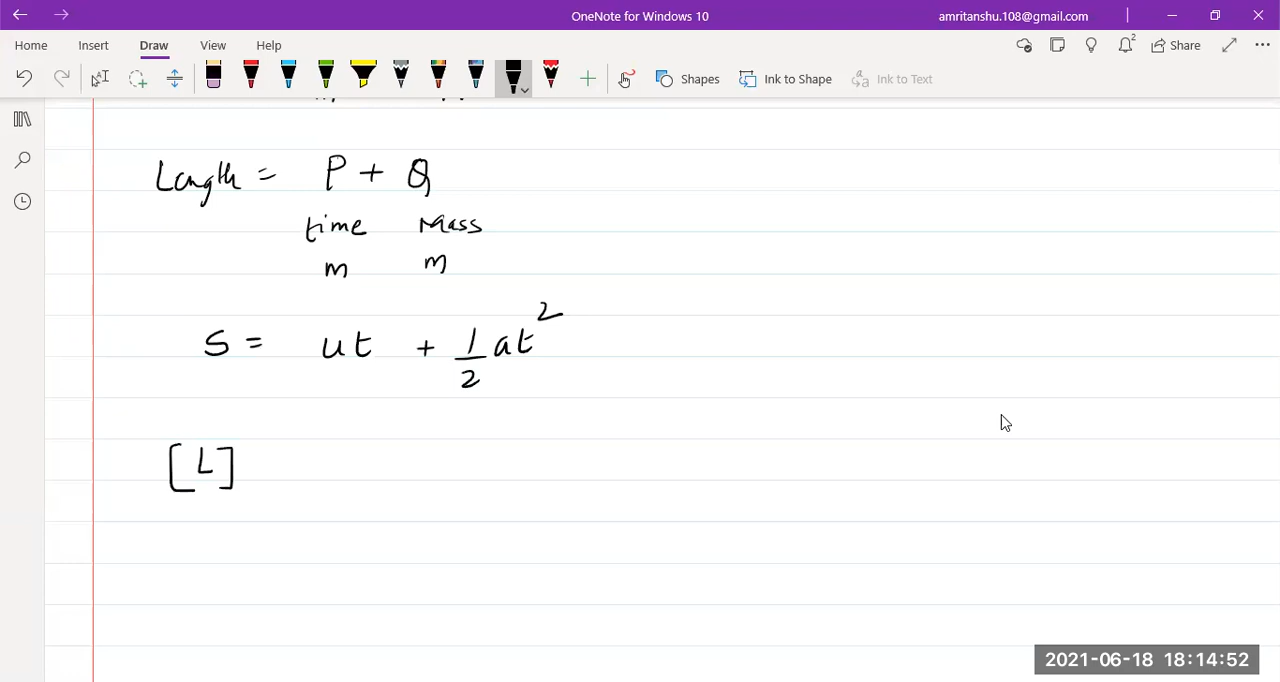 OneNote for Windows 10
amritanshu.108@gmail.com
Home Insert Draw View Help
2
Share
Shapes
Ink to Shape
Ink to Text
Length = P + Q
time Mass
m m
S = ut + 1/2 at²
[L]
2021-06-18 18:14:52